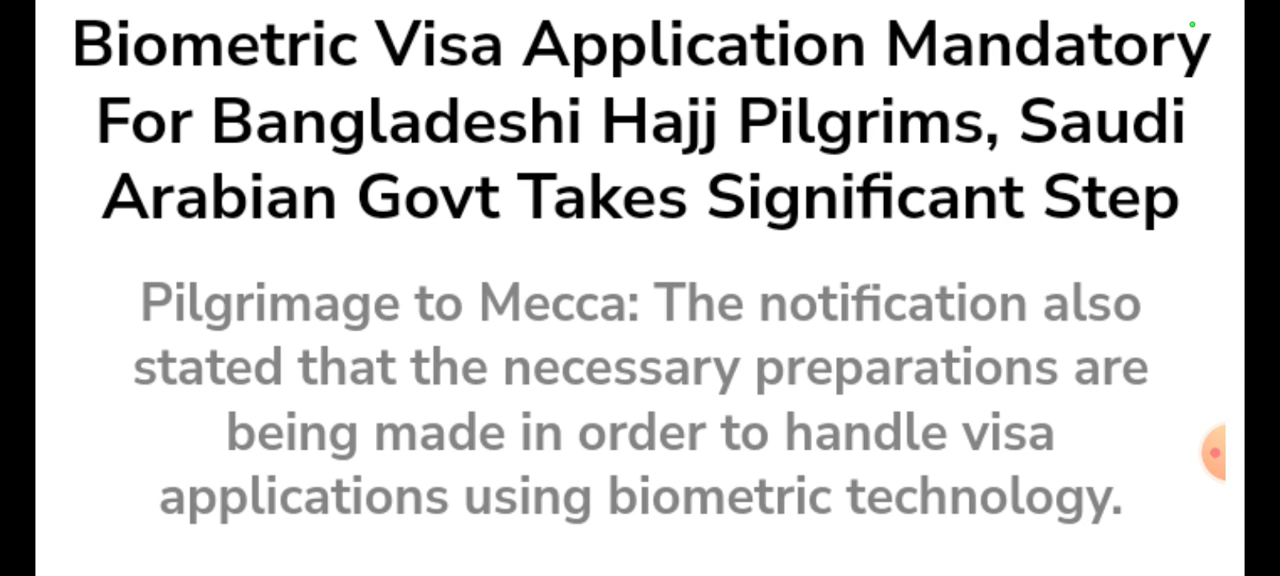 Biometric Visa Application Mandatory
For Bangladeshi Hajj Pilgrims, Saudi
Arabian Govt Takes Significant Step
Pilgrimage to Mecca: The notification also
stated that the necessary preparations are
being made in order to handle visa
applications using biometric technology.